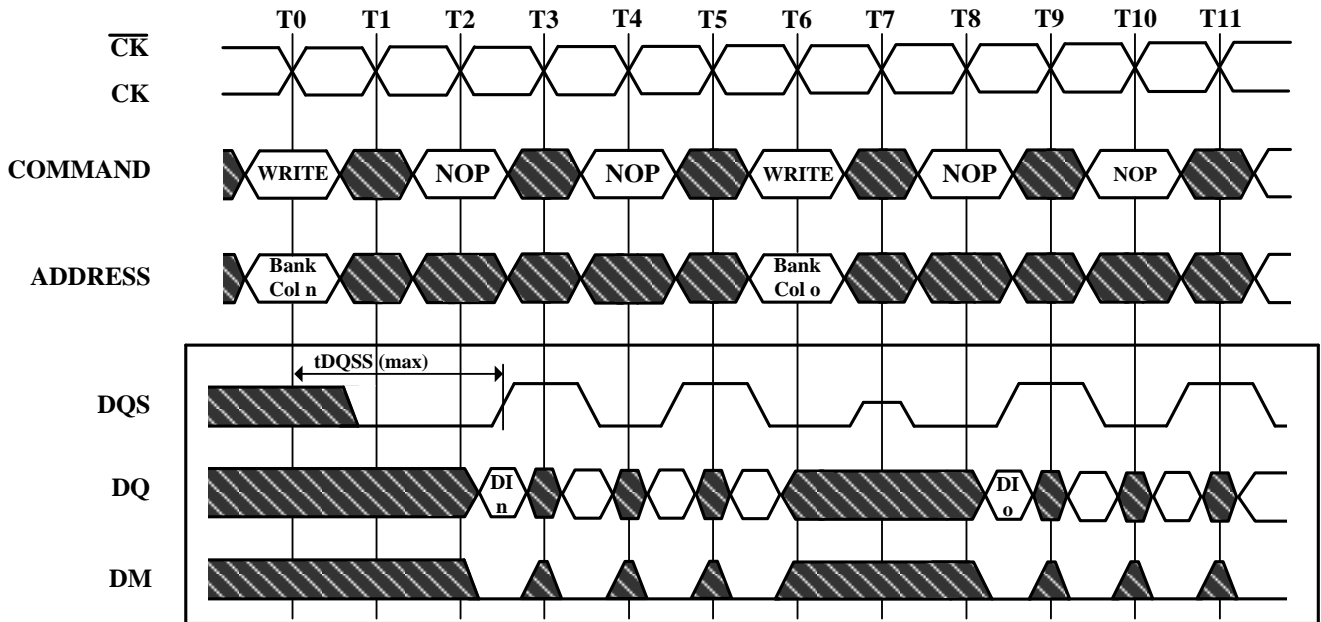 T0 T1 T2 T3 T4 T5 T6 T7 T8 T9 T10 T11
CK
CK
COMMAND
WRITE NOP NOP WRITE NOP NOP
ADDRESS
Bank
Col n
Bank
Col o
tDQSS (max)
DQS
DQ
DI
n
DI
o
DM